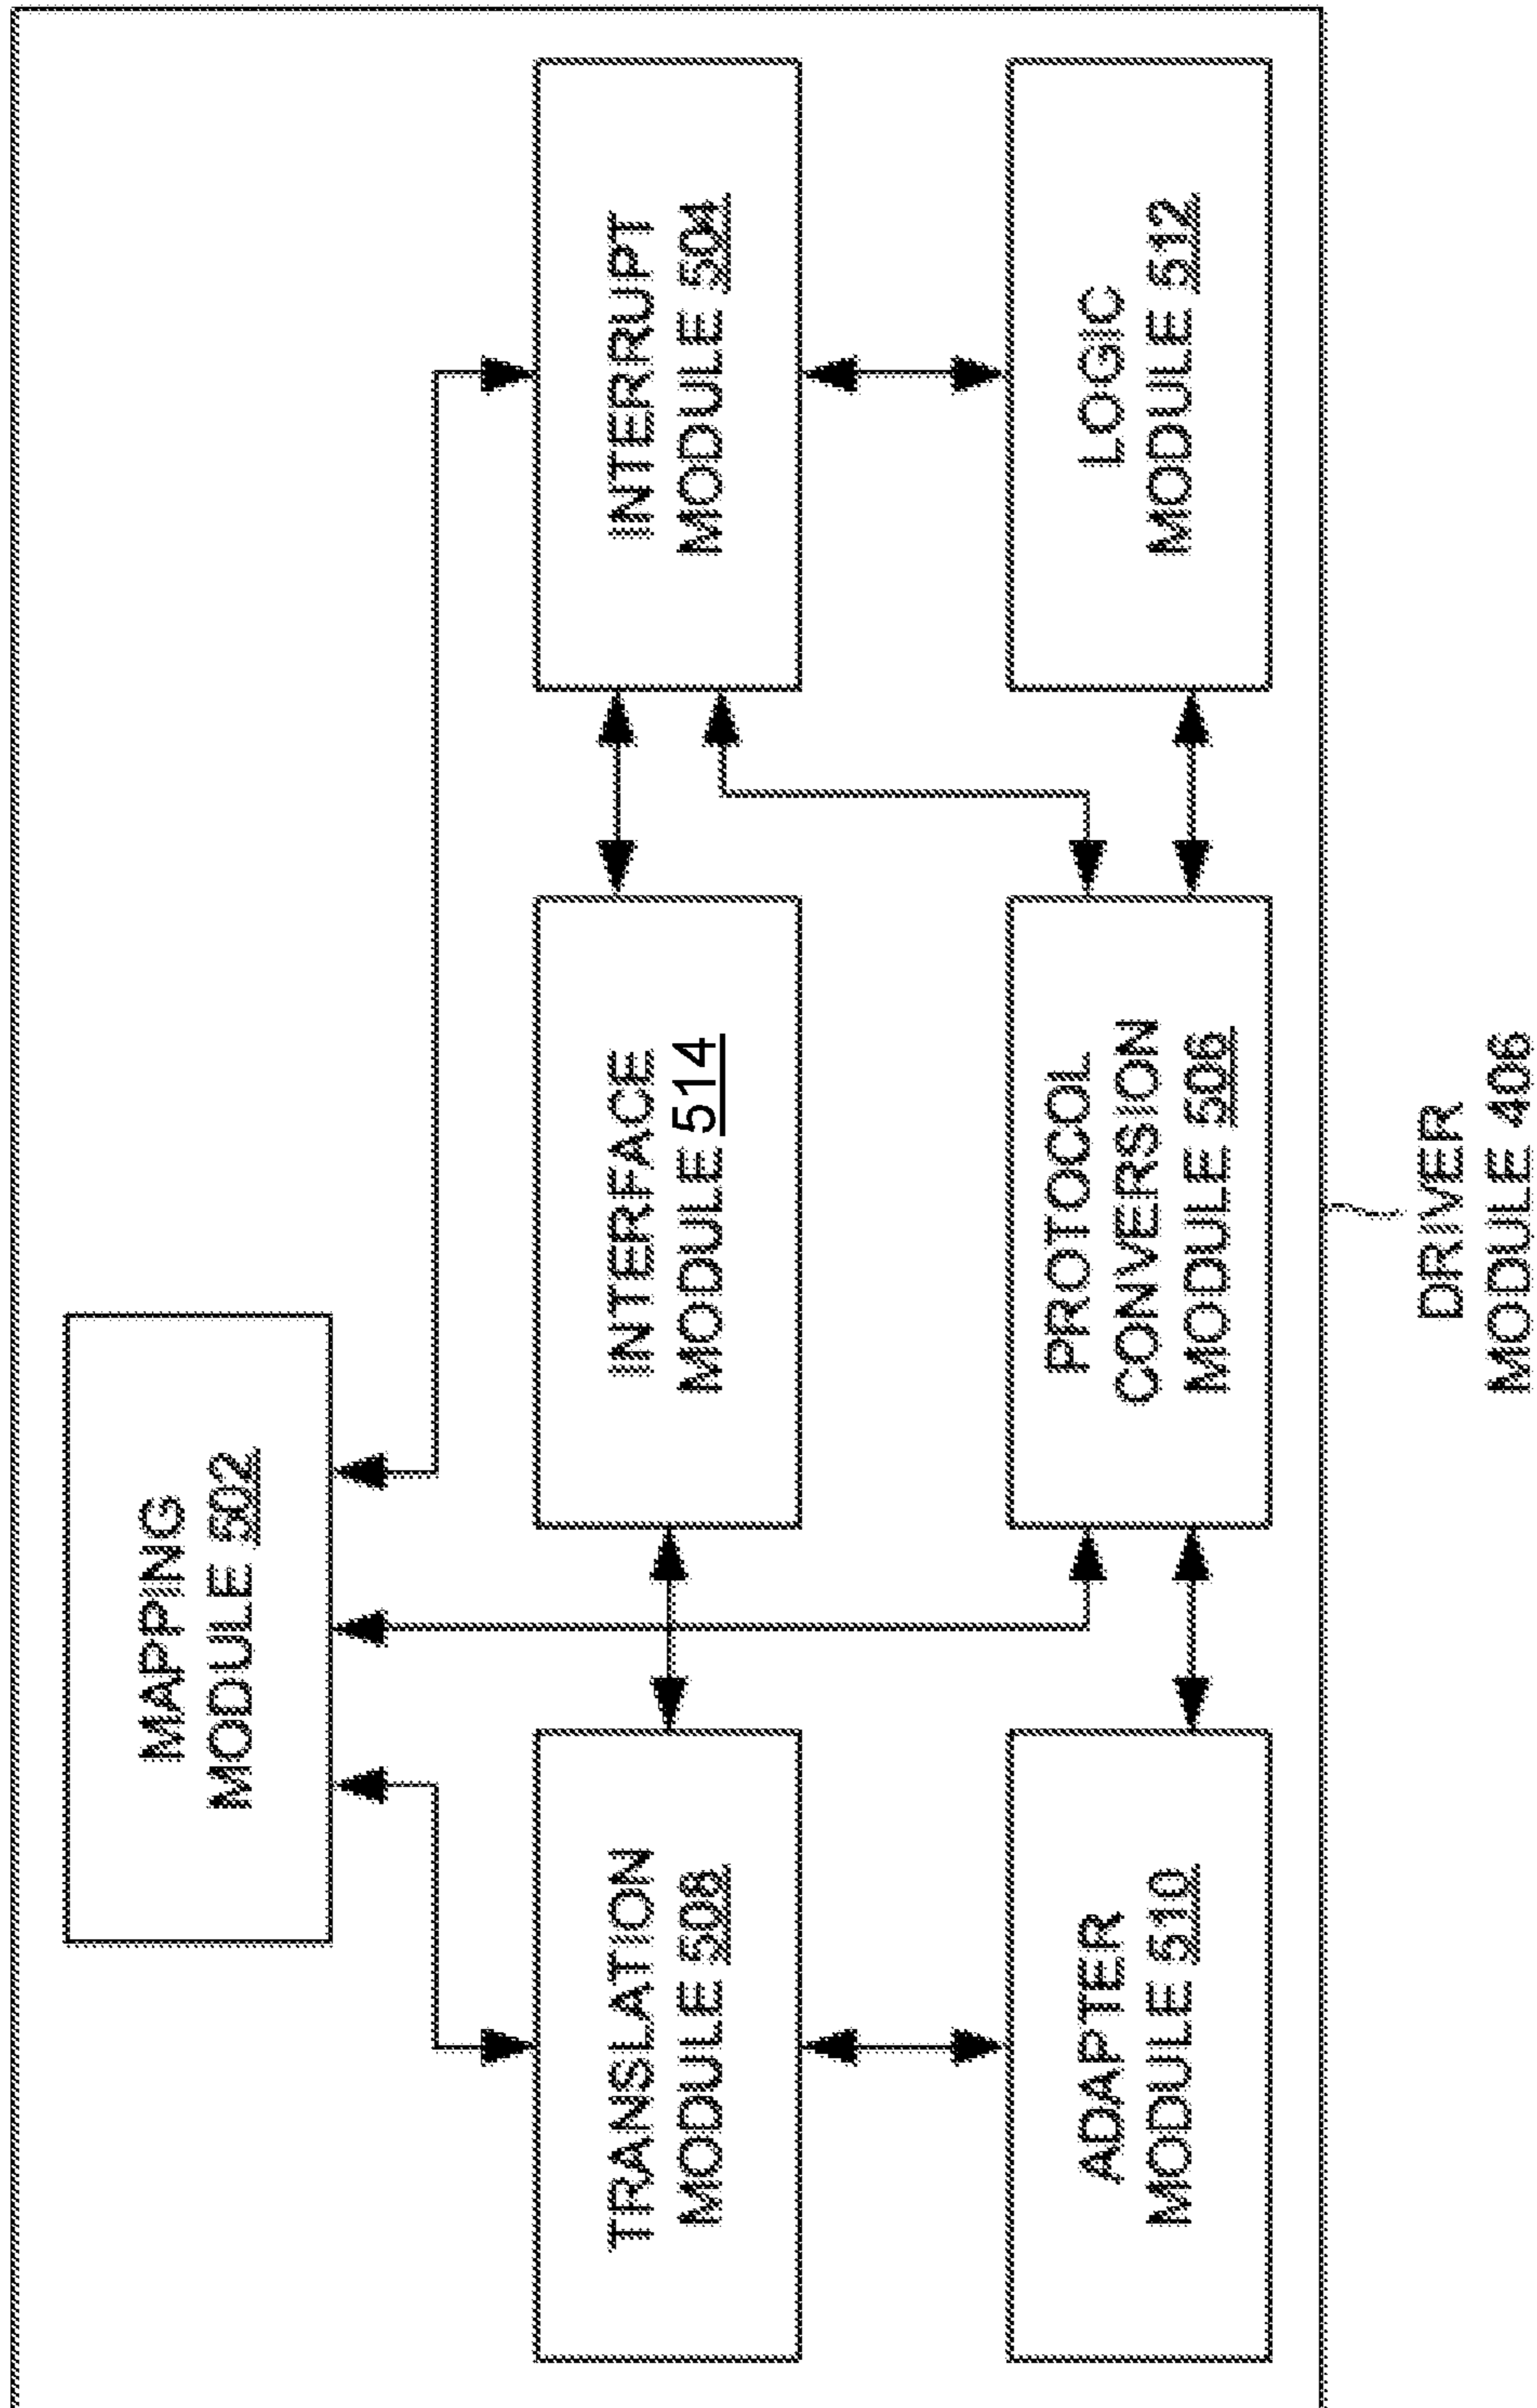 MAPPING
MODULE 502
TRANSLATION
MODULE 508
INTERFACE
MODULE 514
INTERRUPT
MODULE 504
ADAPTER
MODULE 510
PROTOCOL
CONVERSION
MODULE 506
LOGIC
MODULE 512
DRIVER
MODULE 406